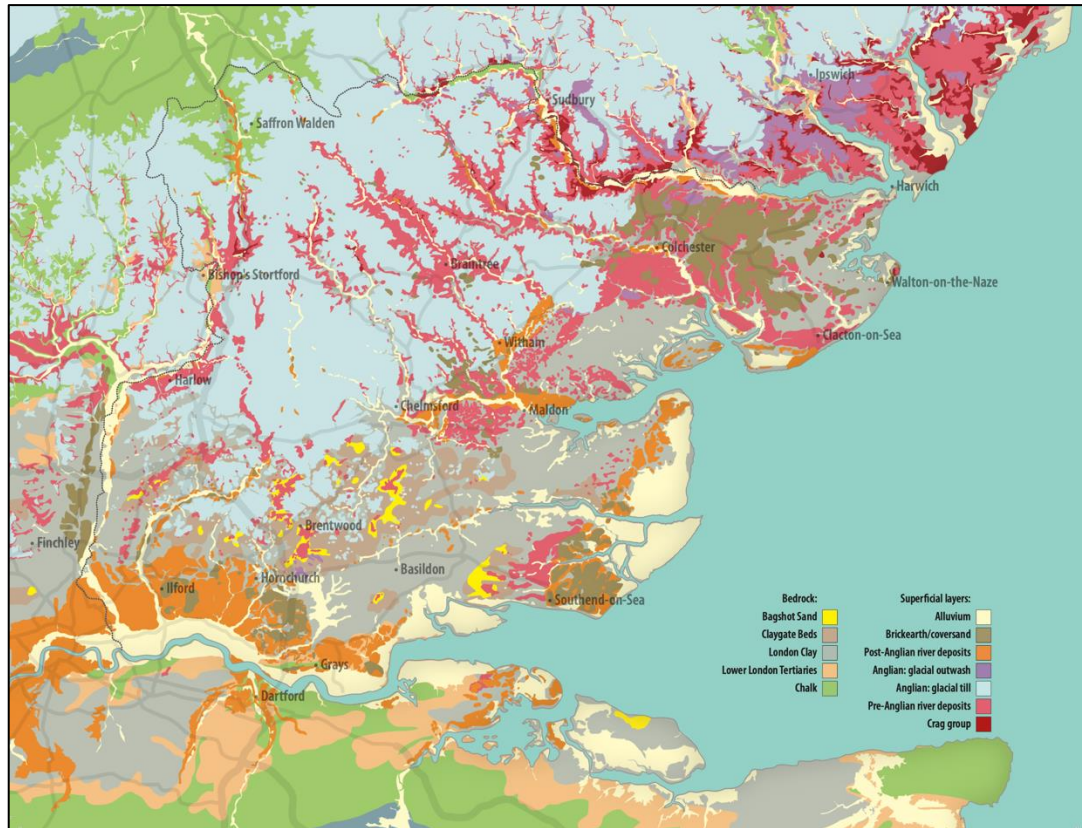 Ipswich
Sudbury
Saffron Walden
Harwich
Colchester
Braintree
Bishop's Stortford
Walton-on-the-Naze
Clacton-on-Sea
Witham
Harlow
Chelmsford
Maldon
Brentwood
Finchley
Basildon
Hornchurch
Ilford
Southend-on-Sea
Grays
Dartford
Bedrock:
Bagshot Sand
Claygate Beds
London Clay
Lower London Tertiaries
Chalk
Superficial layers:
Alluvium
Brickearth/coversand
Post-Anglian river deposits
Anglian: glacial outwash
Anglian: glacial till
Pre-Anglian river deposits
Crag group